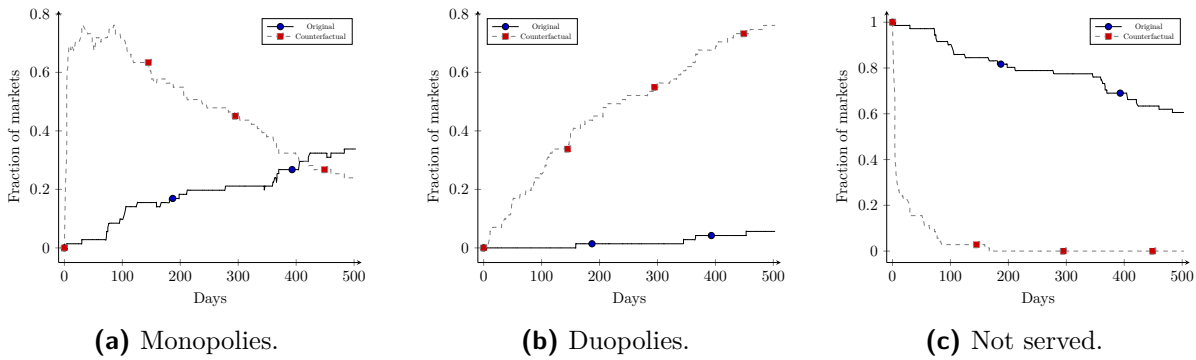 0.8
0.6
0.4
0.2
0
Fraction of markets
0 100 200 300 400 500
Days
Original
Counterfactual
(a) Monopolies.
0.8
0.6
0.4
0.2
0
Fraction of markets
0 100 200 300 400 500
Days
Original
Counterfactual
(b) Duopolies.
1
0.8
0.6
0.4
0.2
0
Fraction of markets
0 100 200 300 400 500
Days
Original
Counterfactual
(c) Not served.